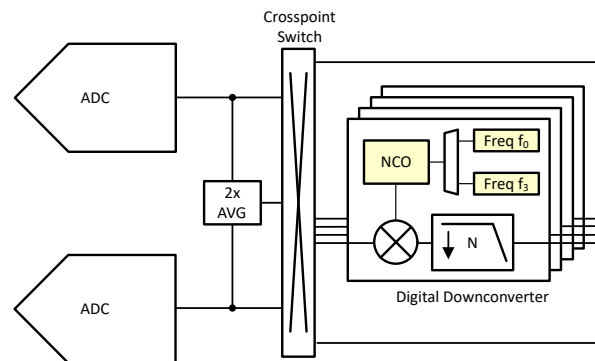 Crosspoint
Switch
ADC
NCO
Freq f₀
Freq f₃
2x
AVG
N
Digital Downconverter
ADC